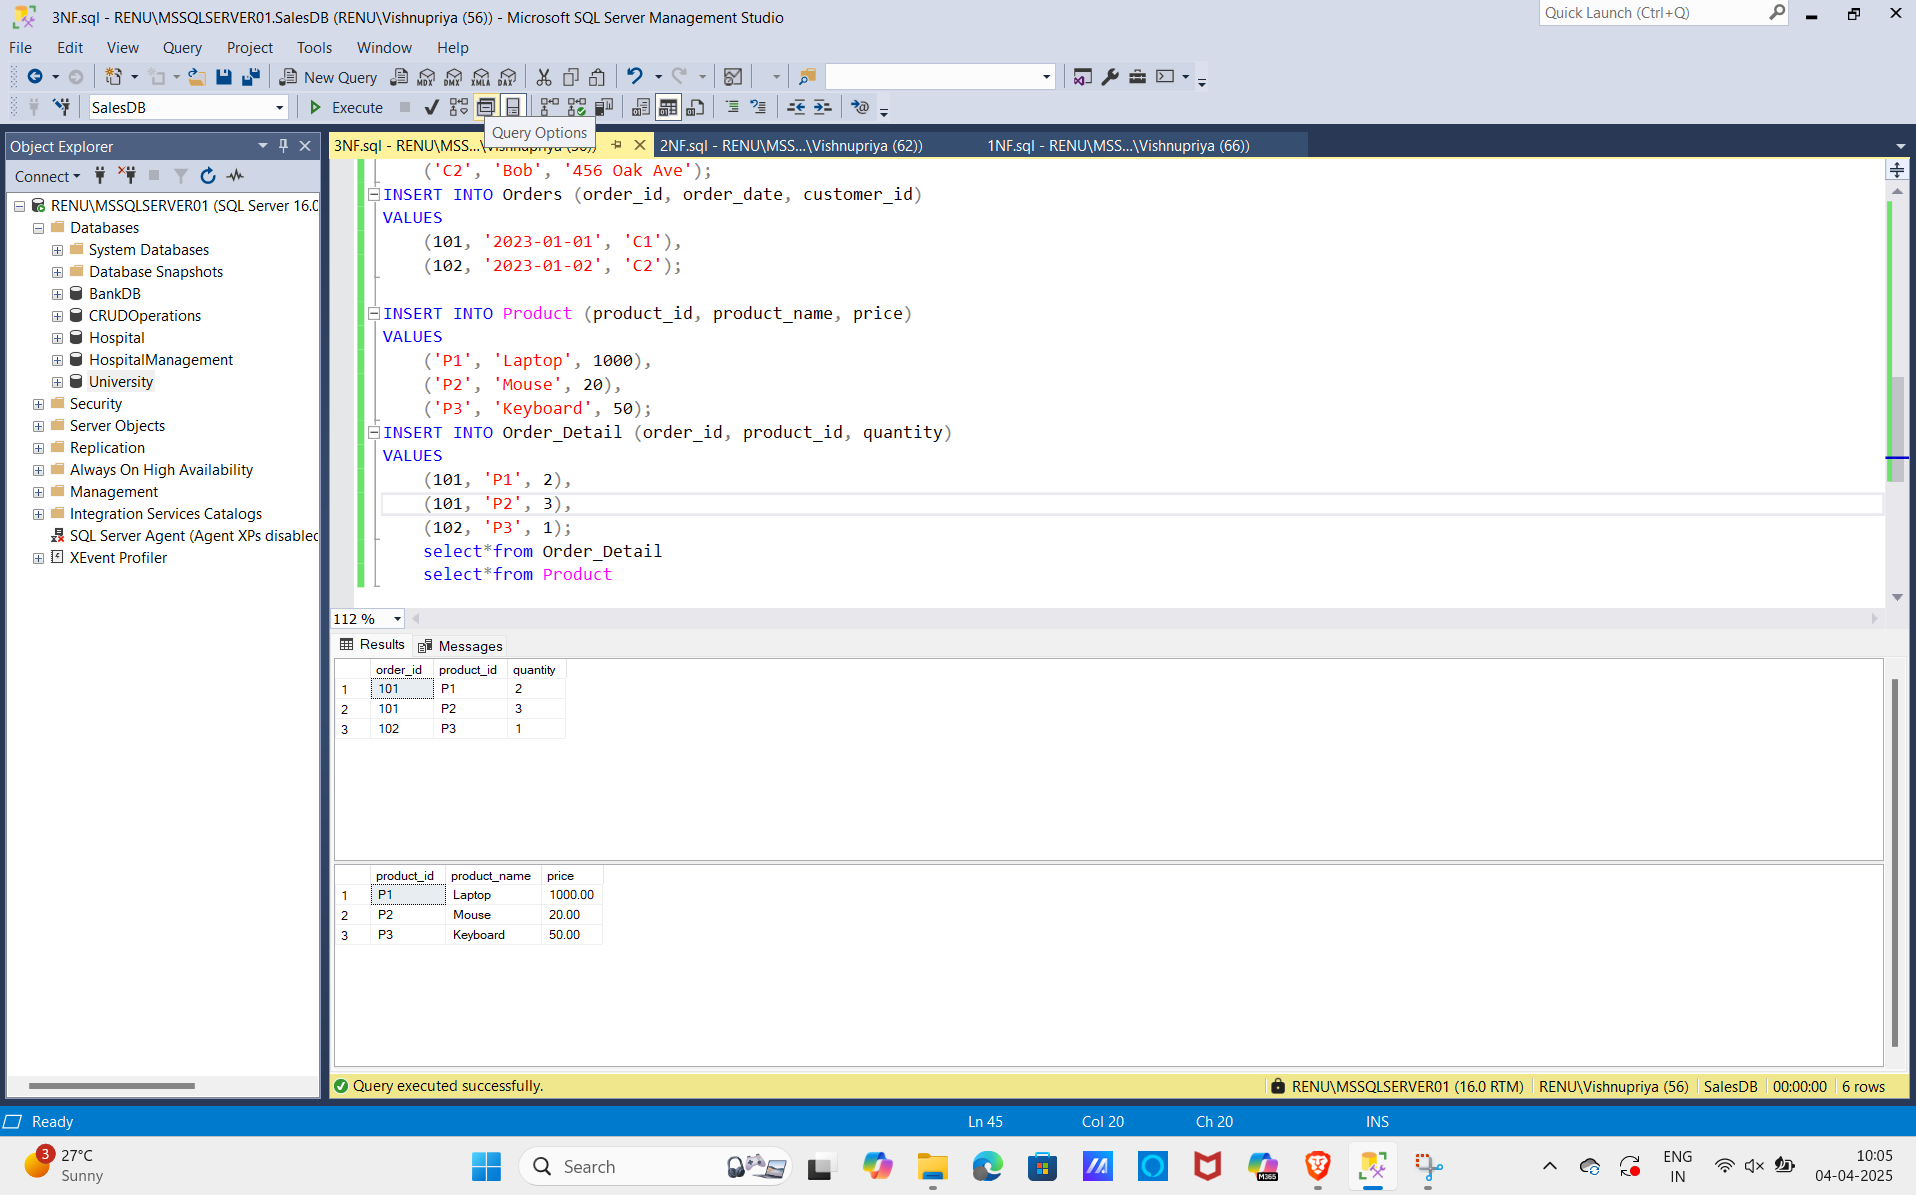 3NF.sql - RENU\MSSQLSERVER01.SalesDB (RENU\Vishnupriya (56)) - Microsoft SQL Server Management Studio
Quick Launch (Ctrl+Q)
File Edit View Query Project Tools Window Help
New Query
MDX DMX XMLA DAX
SalesDB
Execute
Query Options
Object Explorer
3NF.sql - RENU\MSS...\Vishnupriya (56))
2NF.sql - RENU\MSS...\Vishnupriya (62))
1NF.sql - RENU\MSS...\Vishnupriya (66))
Connect
RENU\MSSQLSERVER01 (SQL Server 16.0
Databases
System Databases
Database Snapshots
BankDB
CRUDOperations
Hospital
HospitalManagement
University
Security
Server Objects
Replication
Always On High Availability
Management
Integration Services Catalogs
SQL Server Agent (Agent XPs disabled
XEvent Profiler
('C2', 'Bob', '456 Oak Ave');
INSERT INTO Orders (order_id, order_date, customer_id)
VALUES
(101, '2023-01-01', 'C1'),
(102, '2023-01-02', 'C2');
INSERT INTO Product (product_id, product_name, price)
VALUES
('P1', 'Laptop', 1000),
('P2', 'Mouse', 20),
('P3', 'Keyboard', 50);
INSERT INTO Order_Detail (order_id, product_id, quantity)
VALUES
(101, 'P1', 2),
(101, 'P2', 3),
(102, 'P3', 1);
select*from Order_Detail
select*from Product
112 %
Results Messages
order_id product_id quantity
1 101 P1 2
2 101 P2 3
3 102 P3 1
product_id product_name price
1 P1 Laptop 1000.00
2 P2 Mouse 20.00
3 P3 Keyboard 50.00
Query executed successfully.
RENU\MSSQLSERVER01 (16.0 RTM) RENU\Vishnupriya (56) SalesDB 00:00:00 6 rows
Ready Ln 45 Col 20 Ch 20 INS
3
27°C
Sunny
Search
M365
ENG
IN
10:05
04-04-2025